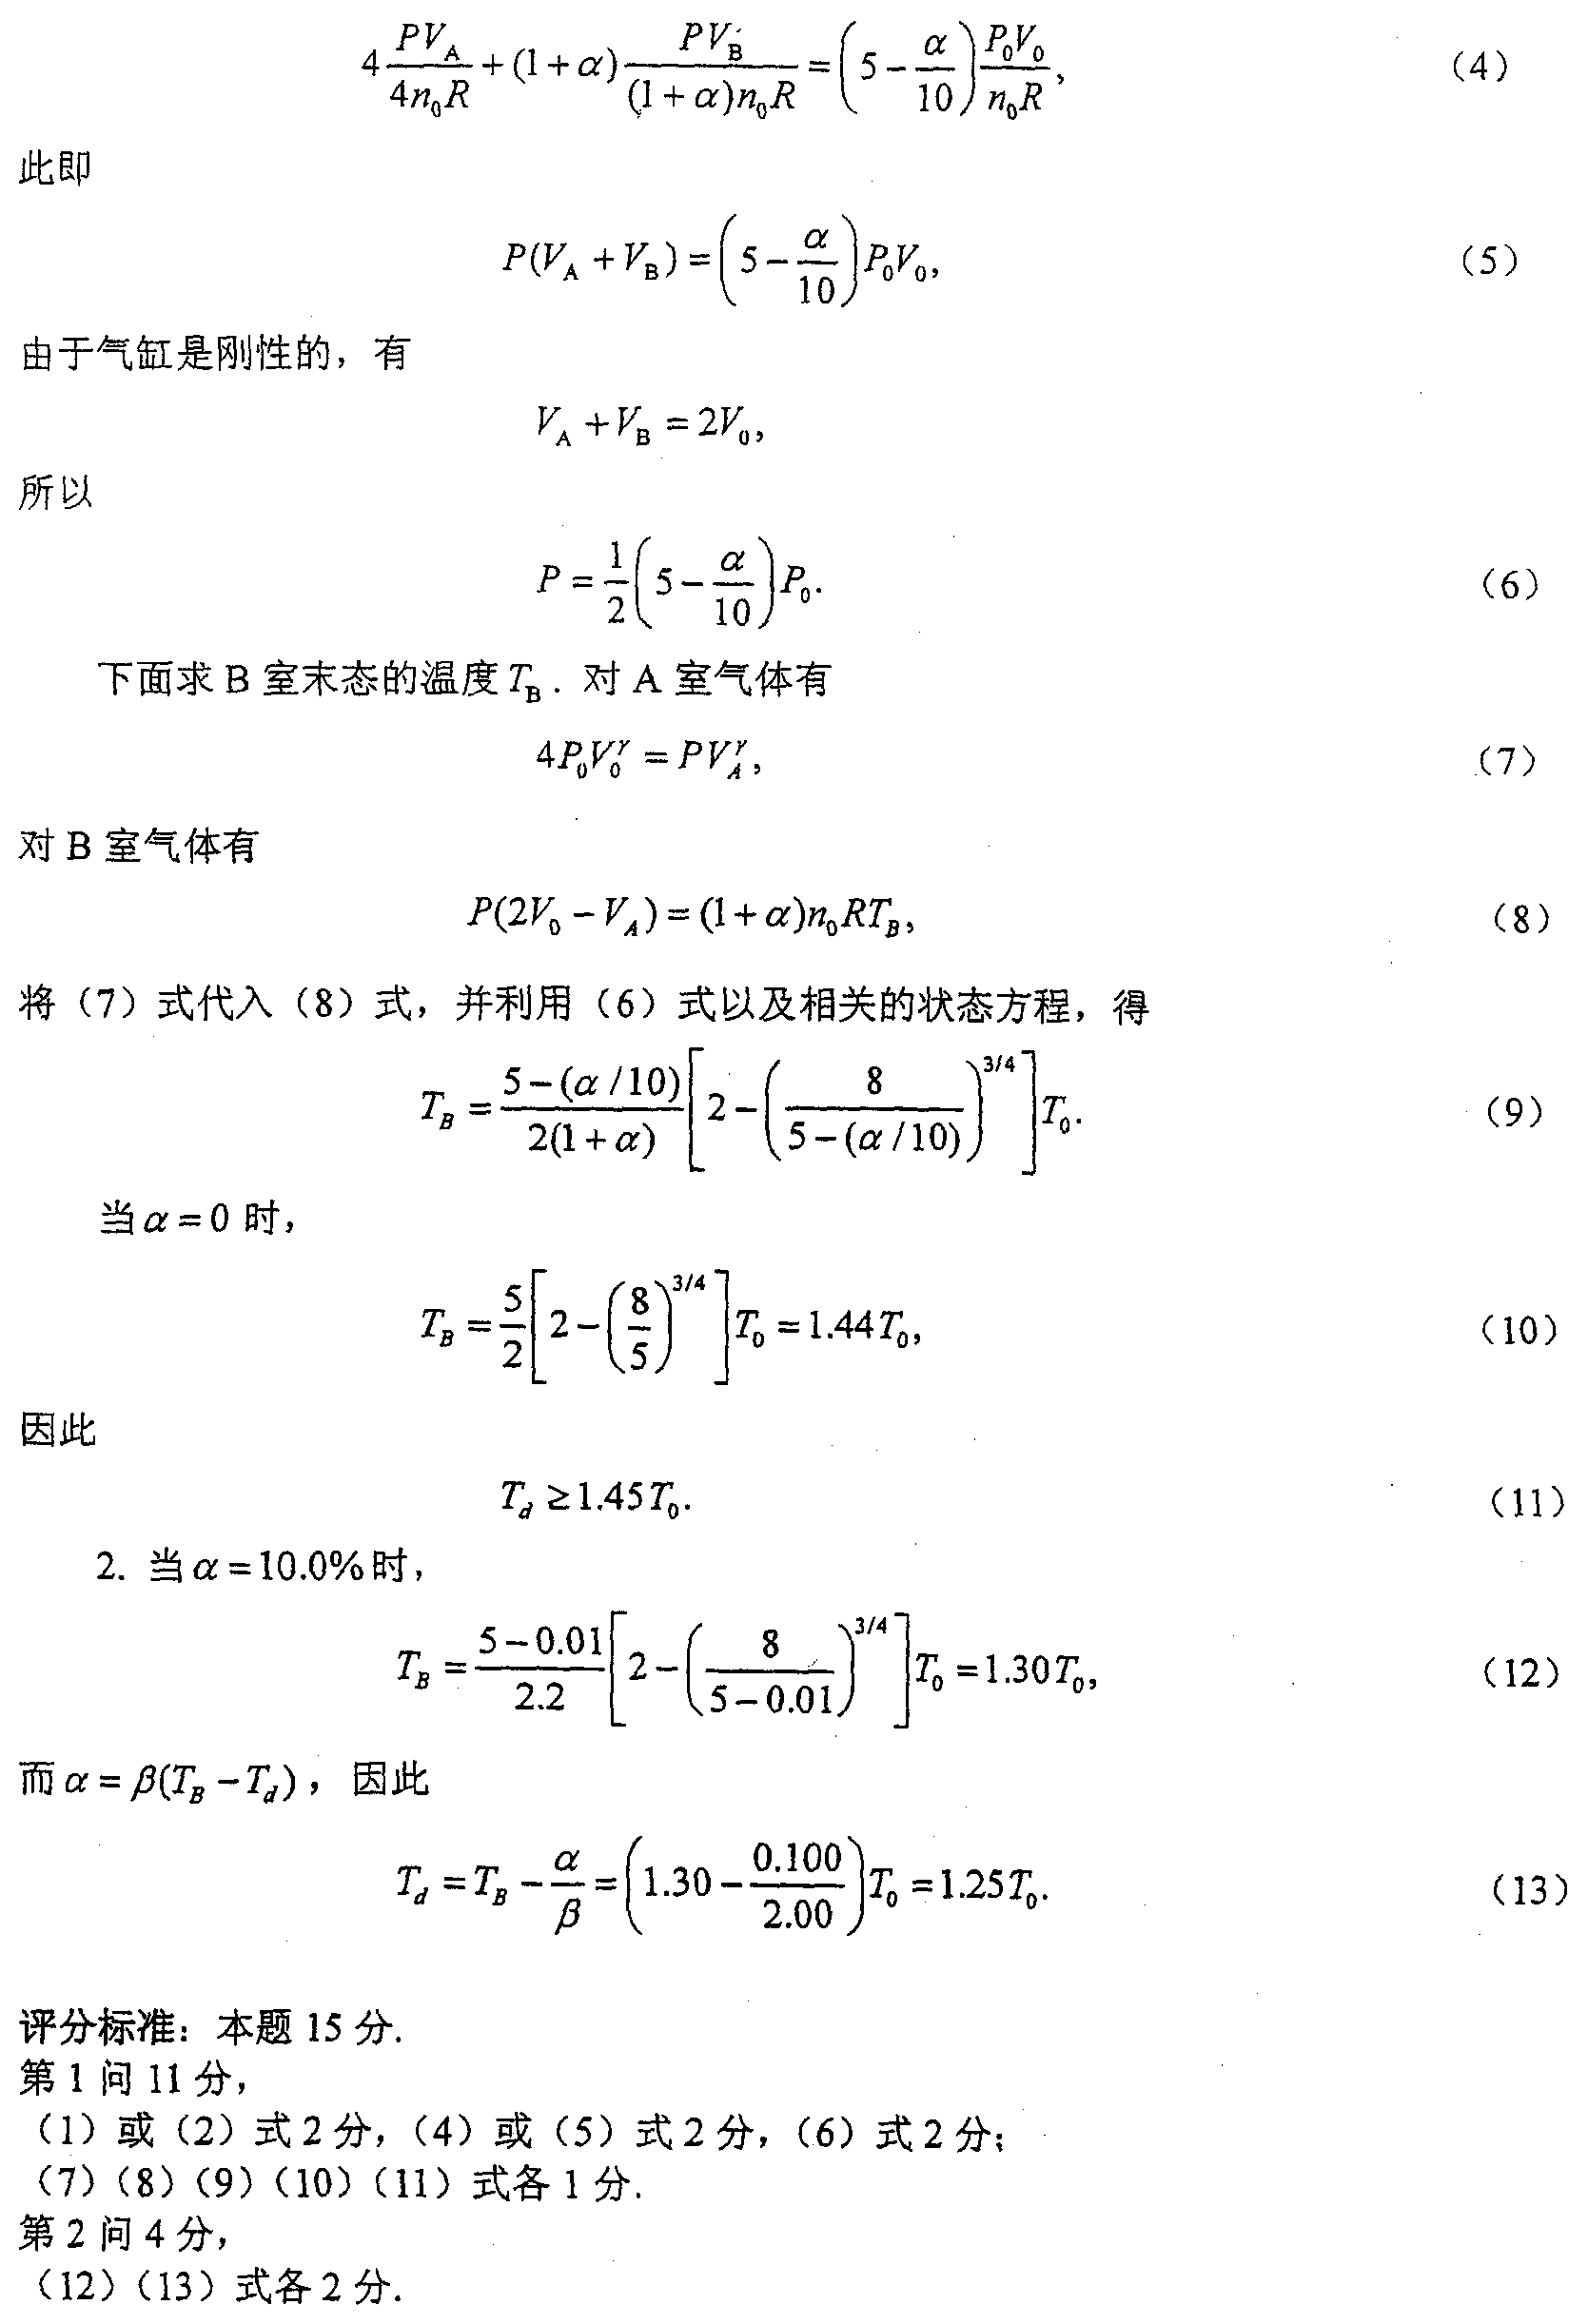 4 PV_A/(4n_0R) + (1+α) PV_B/((1+α)n_0R) = (5 − α/10) P_0V_0/(n_0R), （4）
此即
P(V_A + V_B) = (5 − α/10)P_0V_0, （5）
由于气缸是刚性的，有
V_A + V_B = 2V_0,
所以
P = 1/2 (5 − α/10)P_0. （6）
下面求 B 室末态的温度 T_B . 对 A 室气体有
4P_0V_0^γ = PV_A^γ, （7）
对 B 室气体有
P(2V_0 − V_A) = (1+α)n_0RT_B, （8）
将（7）式代入（8）式，并利用（6）式以及相关的状态方程，得
T_B = (5−(α/10))/(2(1+α)) [2 − (8/(5−(α/10)))^{3/4}] T_0. （9）
当 α = 0 时，
T_B = 5/2 [2 − (8/5)^{3/4}] T_0 = 1.44T_0, （10）
因此
T_d ≥ 1.45T_0. （11）
2. 当 α = 10.0% 时，
T_B = (5−0.01)/2.2 [2 − (8/(5−0.01))^{3/4}] T_0 = 1.30T_0, （12）
而 α = β(T_B − T_d)，因此
T_d = T_B − α/β = (1.30 − 0.100/2.00)T_0 = 1.25T_0. （13）
评分标准：本题 15 分.
第 1 问 11 分，
（1）或（2）式 2 分，（4）或（5）式 2 分，（6）式 2 分；
（7）（8）（9）（10）（11）式各 1 分.
第 2 问 4 分，
（12）（13）式各 2 分.